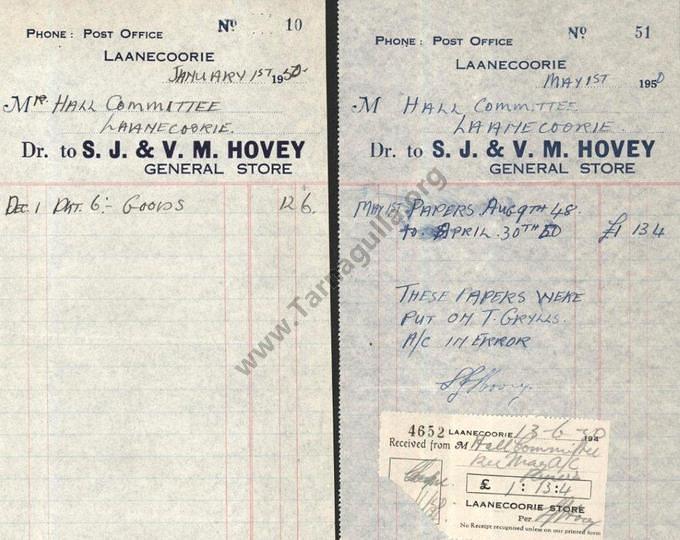 PHONE: POST OFFICE
No 10
LAANECOORIE
JANUARY 1ST 1950
Mr. HALL COMMITTEE
LAANECOORIE.
Dr. to S. J. & V. M. HOVEY
GENERAL STORE
DEC. 1 6:- GOODS 12 6.
PHONE: POST OFFICE
No 51
LAANECOORIE
MAY 1ST 1950
M HALL COMMITTEE
LAANECOORIE.
Dr. to S. J. & V. M. HOVEY
GENERAL STORE
MAY 1ST PAPERS AUG 9TH 48.
TO APRIL. 30TH 50 £1 13 4
THESE PAPERS WERE
PUT ON T. GRYLLS.
A/C IN ERROR
S J Hovey.
4652 LAANECOORIE 13-6-50 194
Received from M Hall Committee
May A/C
£ 1 : 13:4
LAANECOORIE STORE
Per S J Hovey
No Receipt recognised unless on our printed form
www.Tarnagulla.org